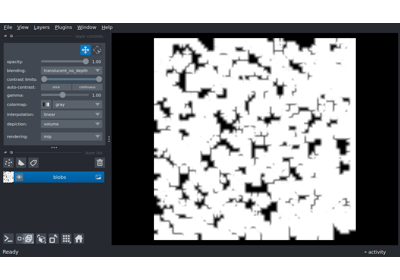 File View Layers Plugins Window Help
opacity: 1.00
blending: translucent_no_depth
contrast limits:
auto-contrast: once continuous
gamma: 1.00
colormap: gray
interpolation: linear
depiction: volume
rendering: mip
blobs
Ready
activity